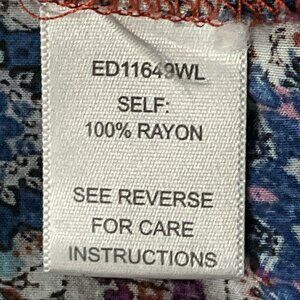 ED11649WL
SELF:
100% RAYON
SEE REVERSE
FOR CARE
INSTRUCTIONS